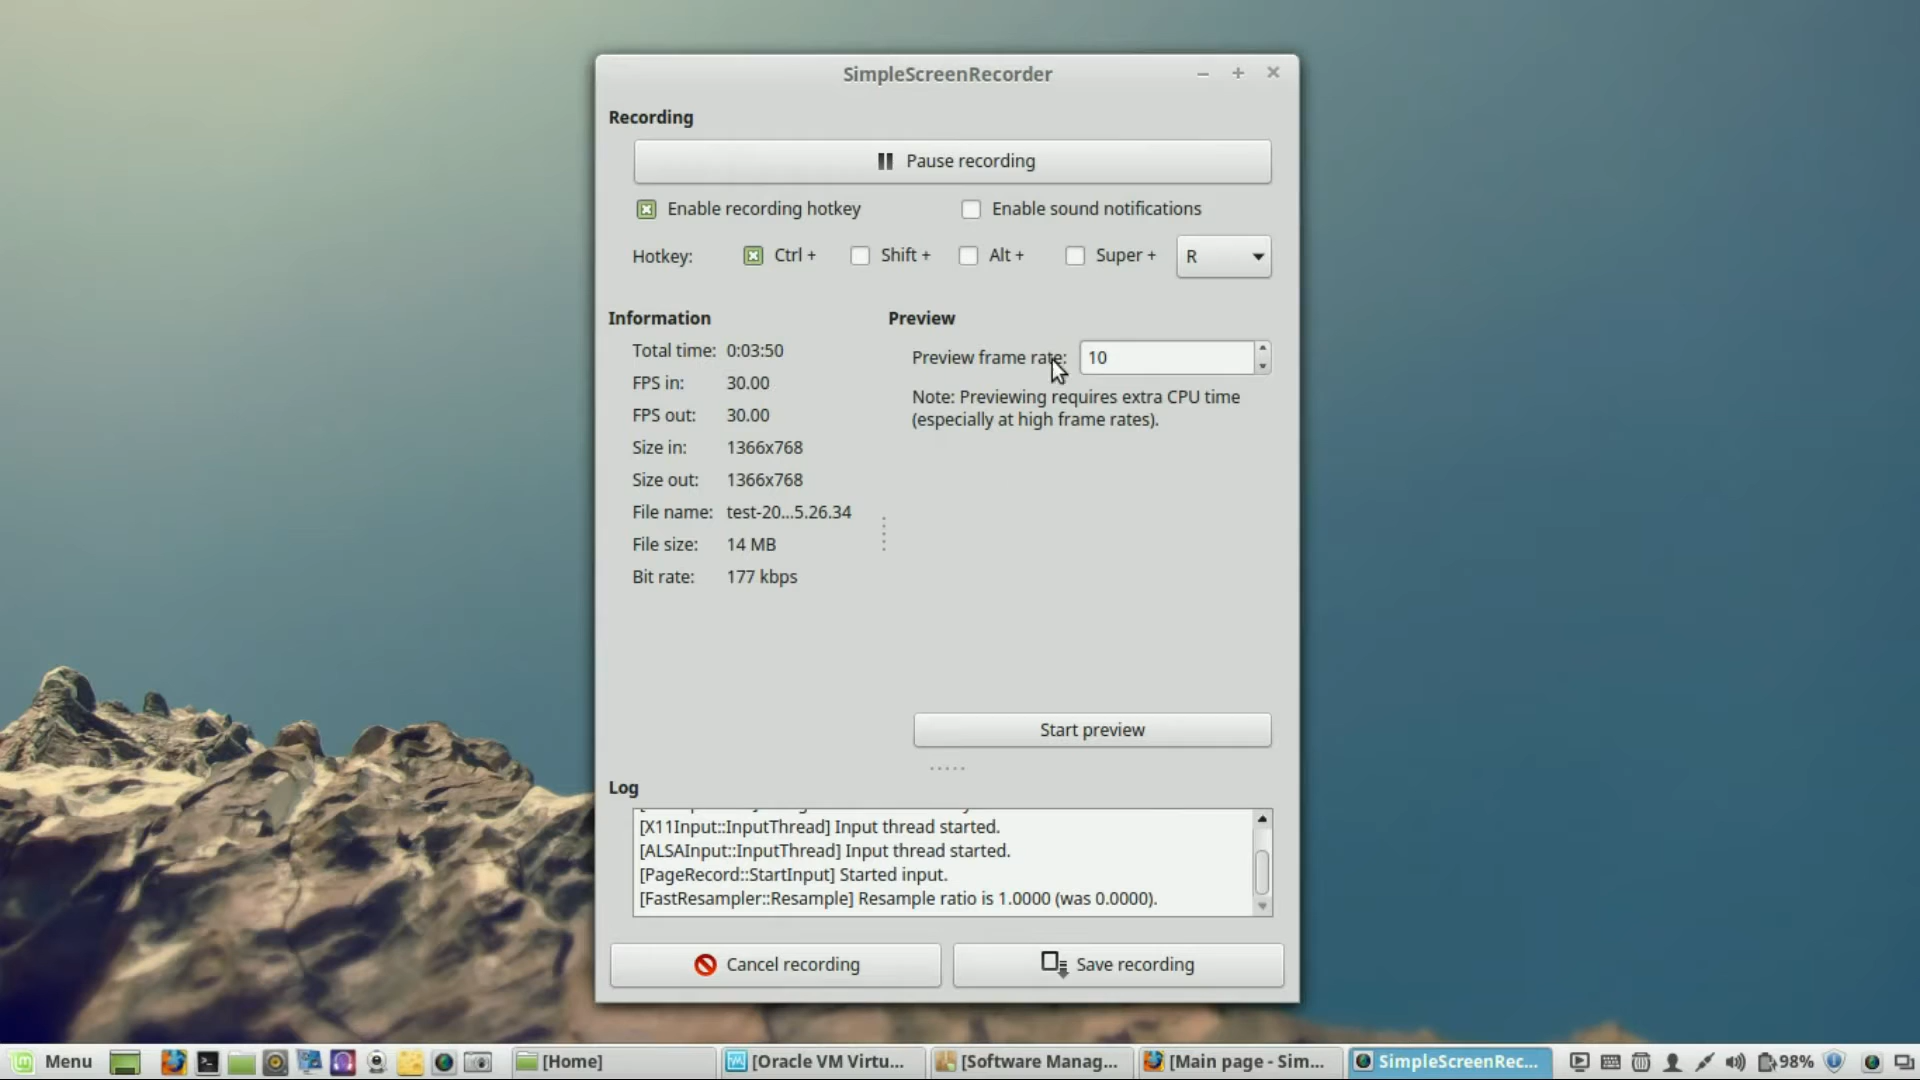 SimpleScreenRecorder
Recording
Pause recording
Enable recording hotkey
Enable sound notifications
Hotkey: Ctrl + Shift + Alt + Super + R
Information
Total time: 0:03:50
FPS in: 30.00
FPS out: 30.00
Size in: 1366x768
Size out: 1366x768
File name: test-20...5.26.34
File size: 14 MB
Bit rate: 177 kbps
Preview
Preview frame rate: 10
Note: Previewing requires extra CPU time
(especially at high frame rates).
Start preview
Log
[X11Input::InputThread] Input thread started.
[ALSAInput::InputThread] Input thread started.
[PageRecord::StartInput] Started input.
[FastResampler::Resample] Resample ratio is 1.0000 (was 0.0000).
Cancel recording
Save recording
Menu
[Home]
[Oracle VM Virtu...
[Software Manag...
[Main page - Sim...
SimpleScreenRec...
98%